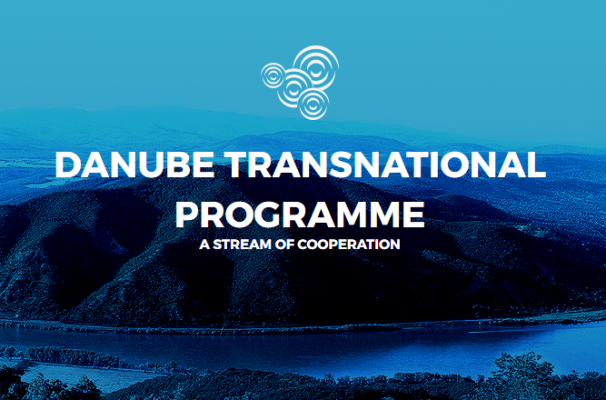 DANUBE TRANSNATIONAL
PROGRAMME
A STREAM OF COOPERATION